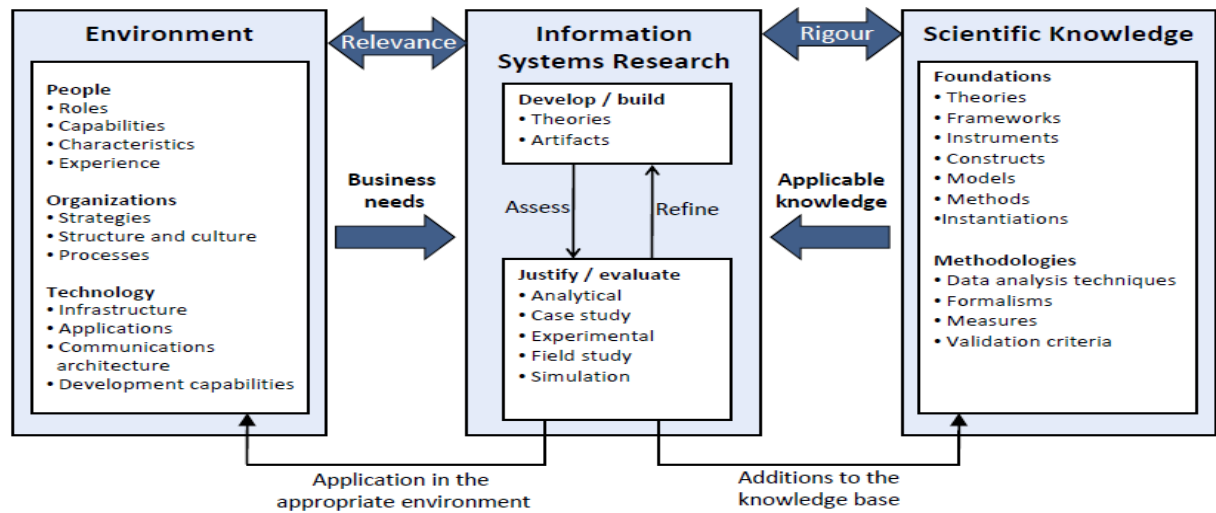 Environment
People
• Roles
• Capabilities
• Characteristics
• Experience
Organizations
• Strategies
• Structure and culture
• Processes
Technology
• Infrastructure
• Applications
• Communications
architecture
• Development capabilities
Relevance
Business
needs
Information
Systems Research
Develop / build
• Theories
• Artifacts
Assess
Refine
Justify / evaluate
• Analytical
• Case study
• Experimental
• Field study
• Simulation
Rigour
Applicable
knowledge
Scientific Knowledge
Foundations
• Theories
• Frameworks
• Instruments
• Constructs
• Models
• Methods
•Instantiations
Methodologies
• Data analysis techniques
• Formalisms
• Measures
• Validation criteria
Application in the
appropriate environment
Additions to the
knowledge base